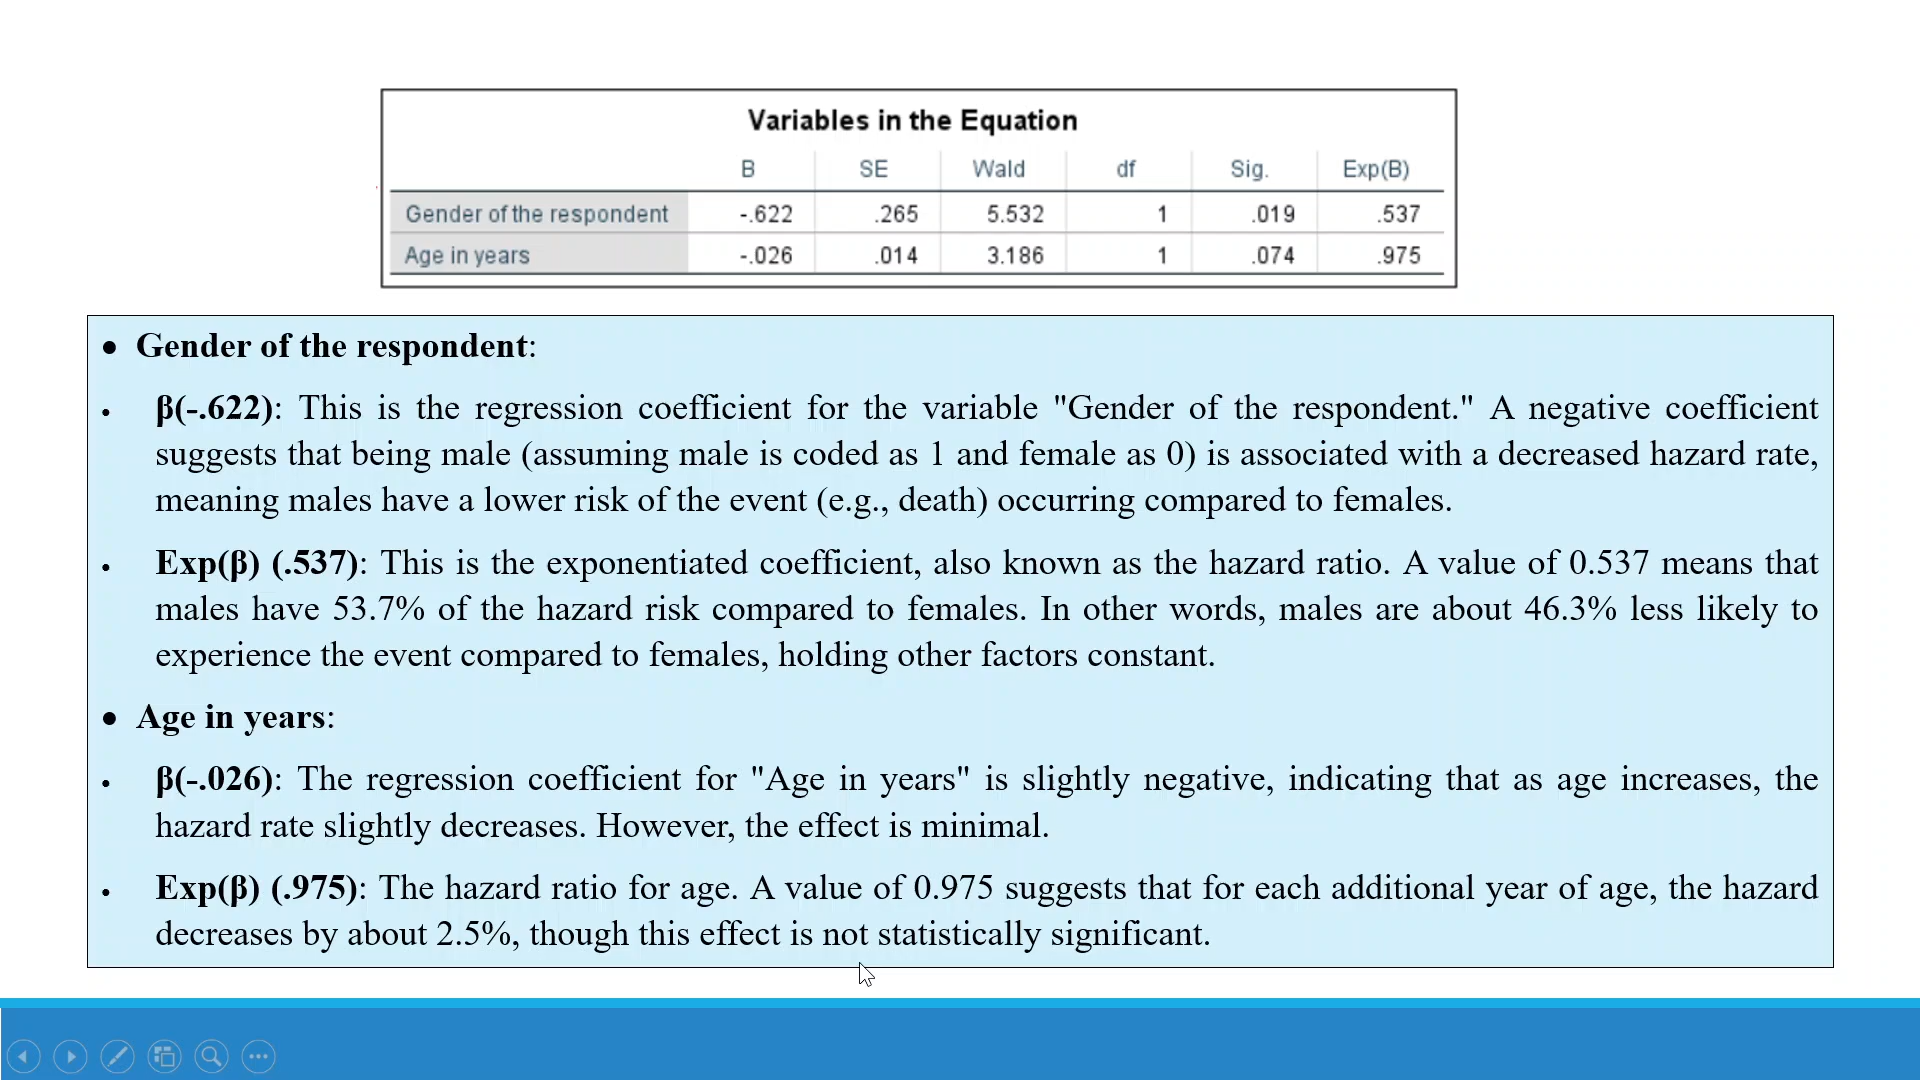 Variables in the Equation
B SE Wald df Sig. Exp(B)
Gender of the respondent -.622 .265 5.532 1 .019 .537
Age in years -.026 .014 3.186 1 .074 .975
• Gender of the respondent:
• β(-.622): This is the regression coefficient for the variable "Gender of the respondent." A negative coefficient
suggests that being male (assuming male is coded as 1 and female as 0) is associated with a decreased hazard rate,
meaning males have a lower risk of the event (e.g., death) occurring compared to females.
• Exp(β) (.537): This is the exponentiated coefficient, also known as the hazard ratio. A value of 0.537 means that
males have 53.7% of the hazard risk compared to females. In other words, males are about 46.3% less likely to
experience the event compared to females, holding other factors constant.
• Age in years:
• β(-.026): The regression coefficient for "Age in years" is slightly negative, indicating that as age increases, the
hazard rate slightly decreases. However, the effect is minimal.
• Exp(β) (.975): The hazard ratio for age. A value of 0.975 suggests that for each additional year of age, the hazard
decreases by about 2.5%, though this effect is not statistically significant.